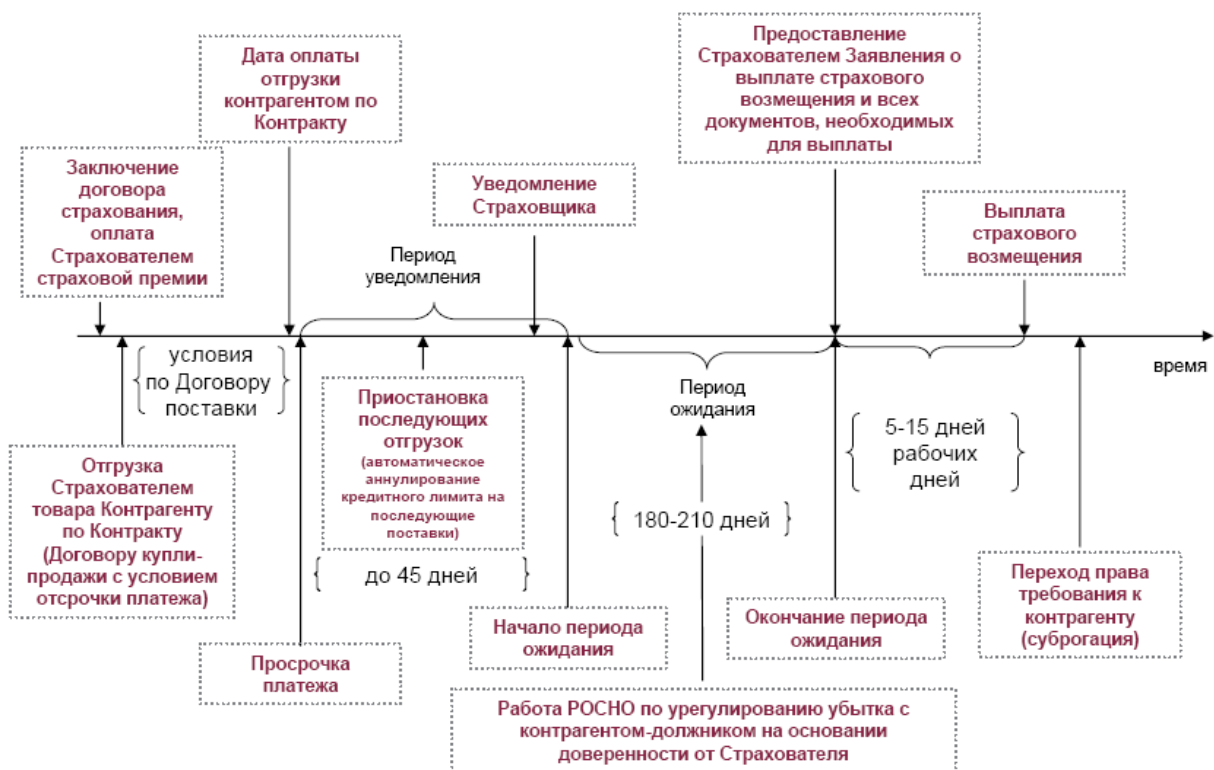 Дата оплаты
отгрузки
контрагентом по
Контракту
Предоставление
Страхователем Заявления о
выплате страхового
возмещения и всех
документов, необходимых
для выплаты
Заключение
договора
страхования,
оплата
Страхователем
страховой премии
Уведомление
Страховщика
Выплата
страхового
возмещения
Период
уведомления
время
условия
по Договору
поставки
Приостановка
последующих
отгрузок
(автоматическое
аннулирование
кредитного лимита на
последующие
поставки)
Период
ожидания
5-15 дней
рабочих
дней
Отгрузка
Страхователем
товара Контрагенту
по Контракту
(Договору купли-
продажи с условием
отсрочки платежа)
180-210 дней
до 45 дней
Переход права
требования к
контрагенту
(суброгация)
Начало периода
ожидания
Окончание периода
ожидания
Просрочка
платежа
Работа РОСНО по урегулированию убытка с
контрагентом-должником на основании
доверенности от Страхователя